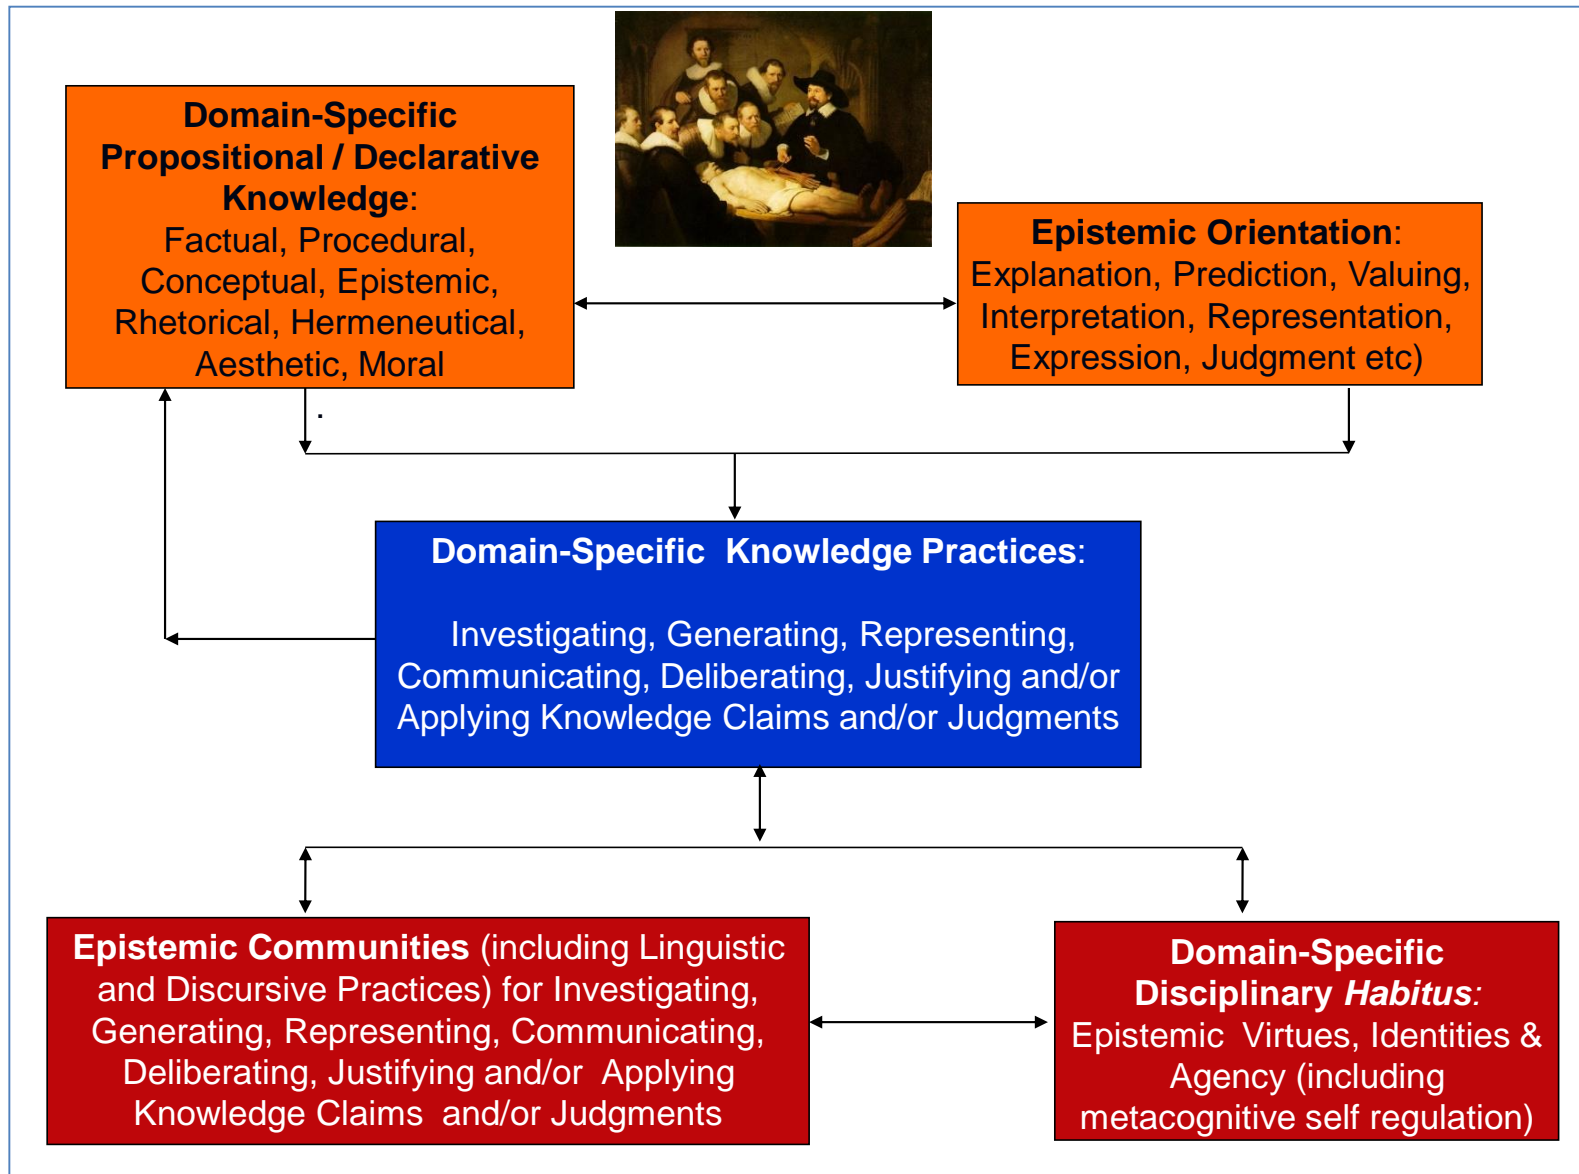 Domain-Specific
Propositional / Declarative
Knowledge:
Factual, Procedural,
Conceptual, Epistemic,
Rhetorical, Hermeneutical,
Aesthetic, Moral
Epistemic Orientation:
Explanation, Prediction, Valuing,
Interpretation, Representation,
Expression, Judgment etc)
.
Domain-Specific  Knowledge Practices:
Investigating, Generating, Representing,
Communicating, Deliberating, Justifying and/or
Applying Knowledge Claims and/or Judgments
Epistemic Communities (including Linguistic
and Discursive Practices) for Investigating,
Generating, Representing, Communicating,
Deliberating, Justifying and/or  Applying
Knowledge Claims  and/or Judgments
Domain-Specific
Disciplinary Habitus:
Epistemic  Virtues, Identities &
Agency (including
metacognitive self regulation)